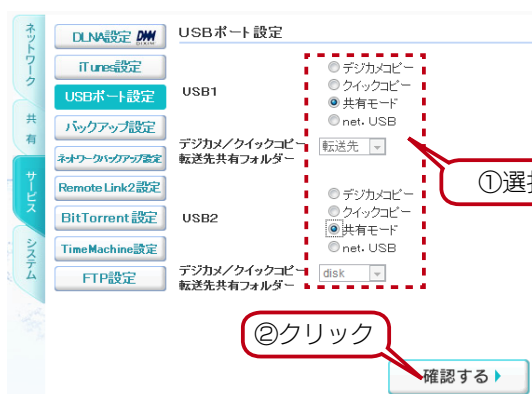 ネットワーク
共有
サービス
システム
DLNA設定 DiXiM
iTunes設定
USBポート設定
バックアップ設定
ネットワークバックアップ設定
Remote Link2設定
BitTorrent設定
TimeMachine設定
FTP設定
USBポート設定
USB1
デジカメコピー
クイックコピー
共有モード
net.USB
デジカメ/クイックコピー
転送先共有フォルダー
転送先
①選択
USB2
デジカメコピー
クイックコピー
共有モード
net.USB
デジカメ/クイックコピー
転送先共有フォルダー
disk
②クリック
確認する